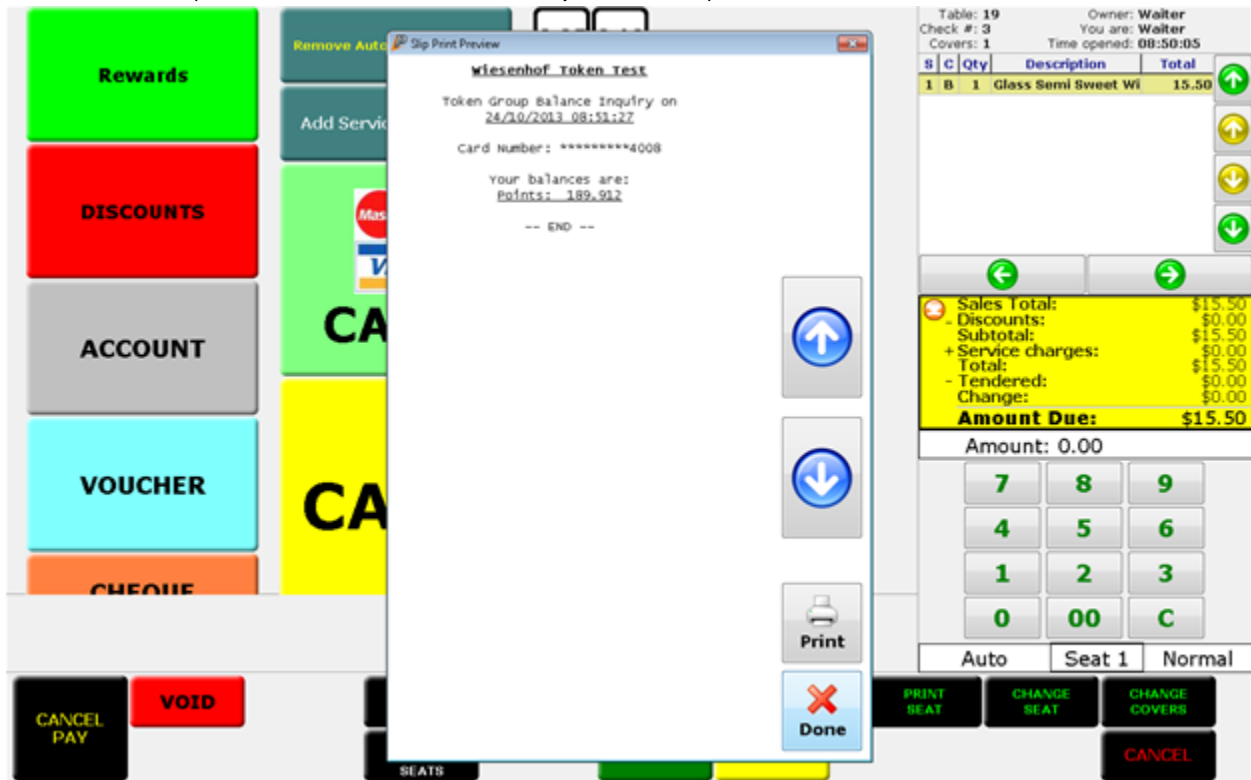 Rewards
DISCOUNTS
ACCOUNT
VOUCHER
CHEQUE
Remove Auto
Add Servic
Mas
V
CA
CA
Slip Print Preview
Wiesenhof Token Test
Token Group Balance Inquiry on
24/10/2013 08:51:27
Card Number: *********4008
Your balances are:
Points: 189.912
-- END --
Print
Done
Table: 19 Owner: Waiter
Check #: 3 You are: Waiter
Covers: 1 Time opened: 08:50:05
S C Qty Description Total
1 B 1 Glass Semi Sweet Wi 15.50
Sales Total: $15.50
- Discounts: $0.00
Subtotal: $15.50
+ Service charges: $0.00
Total: $15.50
- Tendered: $0.00
Change: $0.00
Amount Due: $15.50
Amount: 0.00
7 8 9
4 5 6
1 2 3
0 00 C
Auto Seat 1 Normal
CANCEL
PAY
VOID
SEATS
PRINT
SEAT
CHANGE
SEAT
CHANGE
COVERS
CANCEL